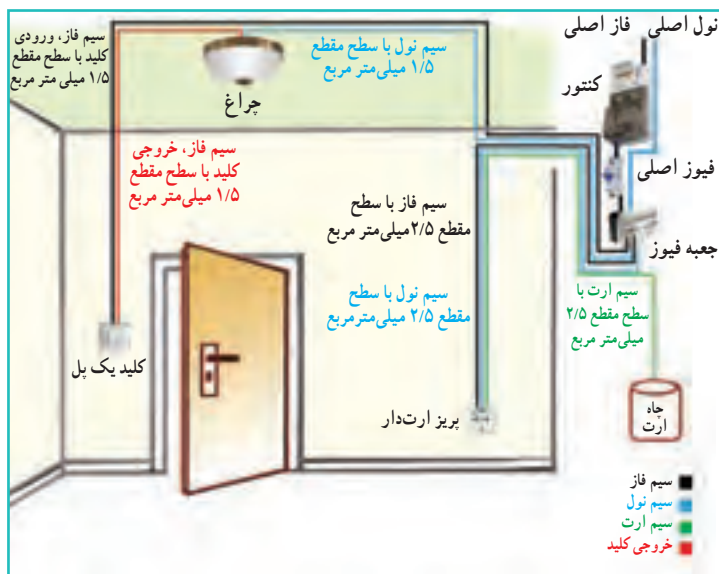 نول اصلی
فاز اصلی
کنتور
فیوز اصلی
جعبه فیوز
سیم فاز، ورودی
کلید با سطح مقطع
۱/۵ میلی متر مربع
چراغ
سیم نول با سطح مقطع
۱/۵ میلی متر مربع
سیم فاز، خروجی
کلید با سطح مقطع
۱/۵ میلی متر مربع
سیم فاز با سطح
مقطع ۲/۵میلی‌متر مربع
سیم نول با سطح
مقطع ۲/۵ میلی‌مترمربع
سیم ارت با
سطح مقطع ۲/۵
میلی‌متر مربع
کلید یک پل
پریز ارت‌دار
چاه
ارت
سیم فاز
سیم نول
سیم ارت
خروجی کلید